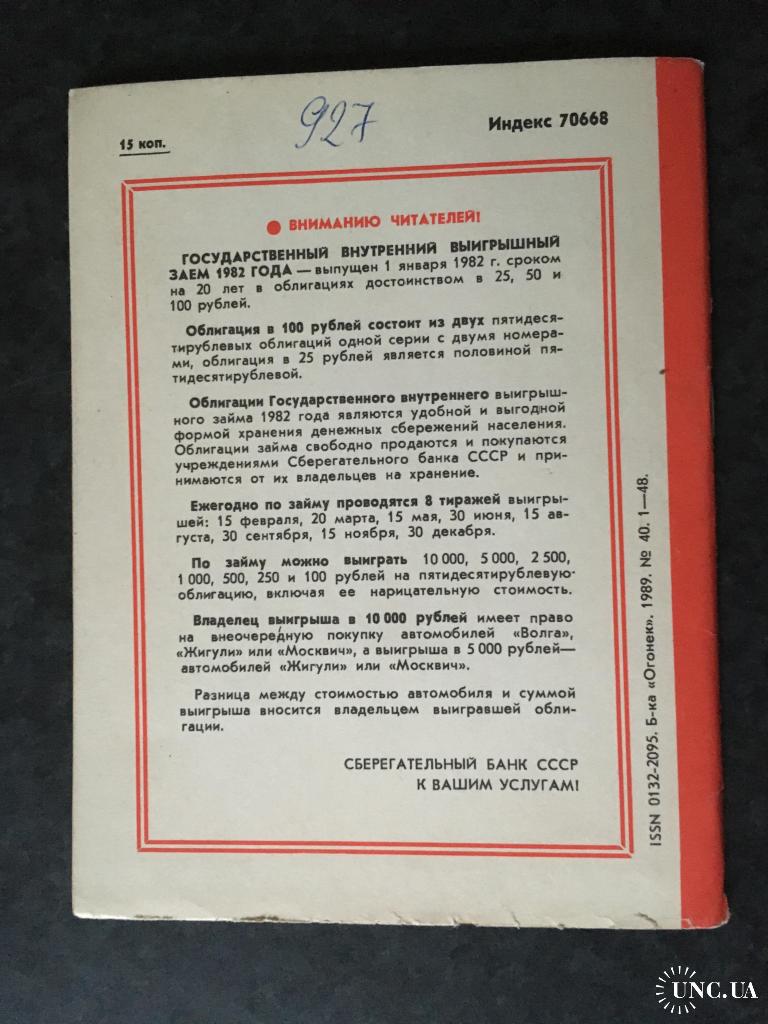 927
15 коп.
Индекс 70668
● ВНИМАНИЮ ЧИТАТЕЛЕЙ!
ГОСУДАРСТВЕННЫЙ ВНУТРЕННИЙ ВЫИГРЫШНЫЙ
ЗАЕМ 1982 ГОДА — выпущен 1 января 1982 г. сроком
на 20 лет в облигациях достоинством в 25, 50 и
100 рублей.
Облигация в 100 рублей состоит из двух пятидеся-
тирублевых облигаций одной серии с двумя номера-
ми, облигация в 25 рублей является половиной пя-
тидесятирублевой.
Облигации Государственного внутреннего выигрыш-
ного займа 1982 года являются удобной и выгодной
формой хранения денежных сбережений населения.
Облигации займа свободно продаются и покупаются
учреждениями Сберегательного банка СССР и при-
нимаются от их владельцев на хранение.
Ежегодно по займу проводятся 8 тиражей выигры-
шей: 15 февраля, 20 марта, 15 мая, 30 июня, 15 ав-
густа, 30 сентября, 15 ноября, 30 декабря.
По займу можно выиграть 10 000, 5 000, 2 500,
1 000, 500, 250 и 100 рублей на пятидесятирублевую
облигацию, включая ее нарицательную стоимость.
Владелец выигрыша в 10 000 рублей имеет право
на внеочередную покупку автомобилей «Волга»,
«Жигули» или «Москвич», а выигрыша в 5 000 рублей—
автомобилей «Жигули» или «Москвич».
Разница между стоимостью автомобиля и суммой
выигрыша вносится владельцем выигравшей обли-
гации.
СБЕРЕГАТЕЛЬНЫЙ БАНК СССР
К ВАШИМ УСЛУГАМ!
ISSN 0132-2095. Б-ка «Огонек». 1989. № 40. 1—48.
UNC.UA